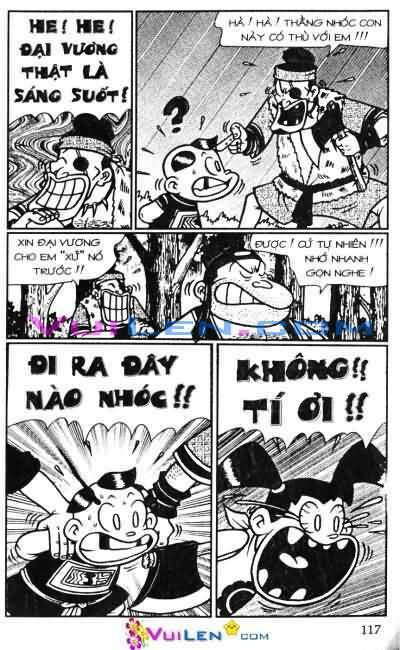 HE! HE!
ĐẠI VƯƠNG
THẬT LÀ
SÁNG SUỐT!
HÀ! HÀ! THẰNG NHÓC CON
NÀY CÓ THÙ VỚI EM!!!
?
XIN ĐẠI VƯƠNG
CHO EM "XỬ" NÓ
TRƯỚC!!
ĐƯỢC! CỨ TỰ NHIÊN!!!
NHỚ NHANH
GỌN NGHE!
VUILEN.COM
ĐI RA ĐÂY
NÀO NHÓC!!
KHÔNG!!
TÍ ƠI!!
117
VUILEN.COM